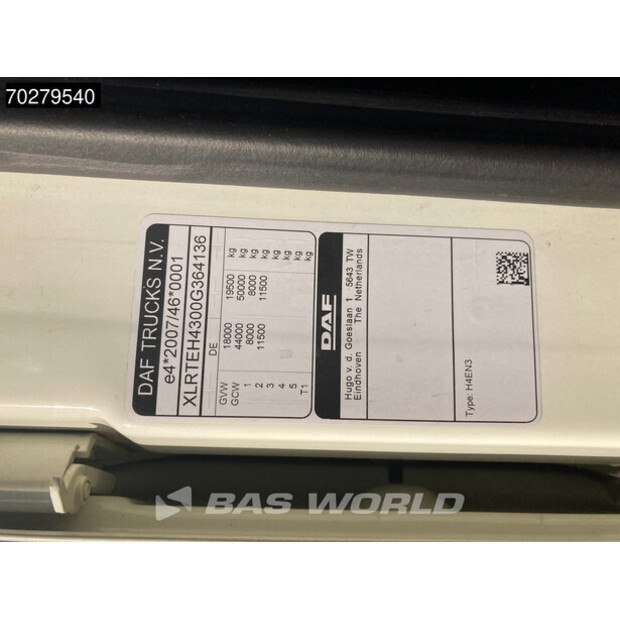 70279540
DAF TRUCKS N.V.
e4*2007/46*0001
XLRTEH4300G364136
DE
GVW 18000 19500 kg
GCW 44000 50000 kg
1 8000 8000 kg
2 11500 11500 kg
3 kg
4 kg
5 kg
T1 kg
DAF
Hugo v. d. Goeslaan 1 5643 TW
Eindhoven The Netherlands
Type: H4EN3
BAS WORLD